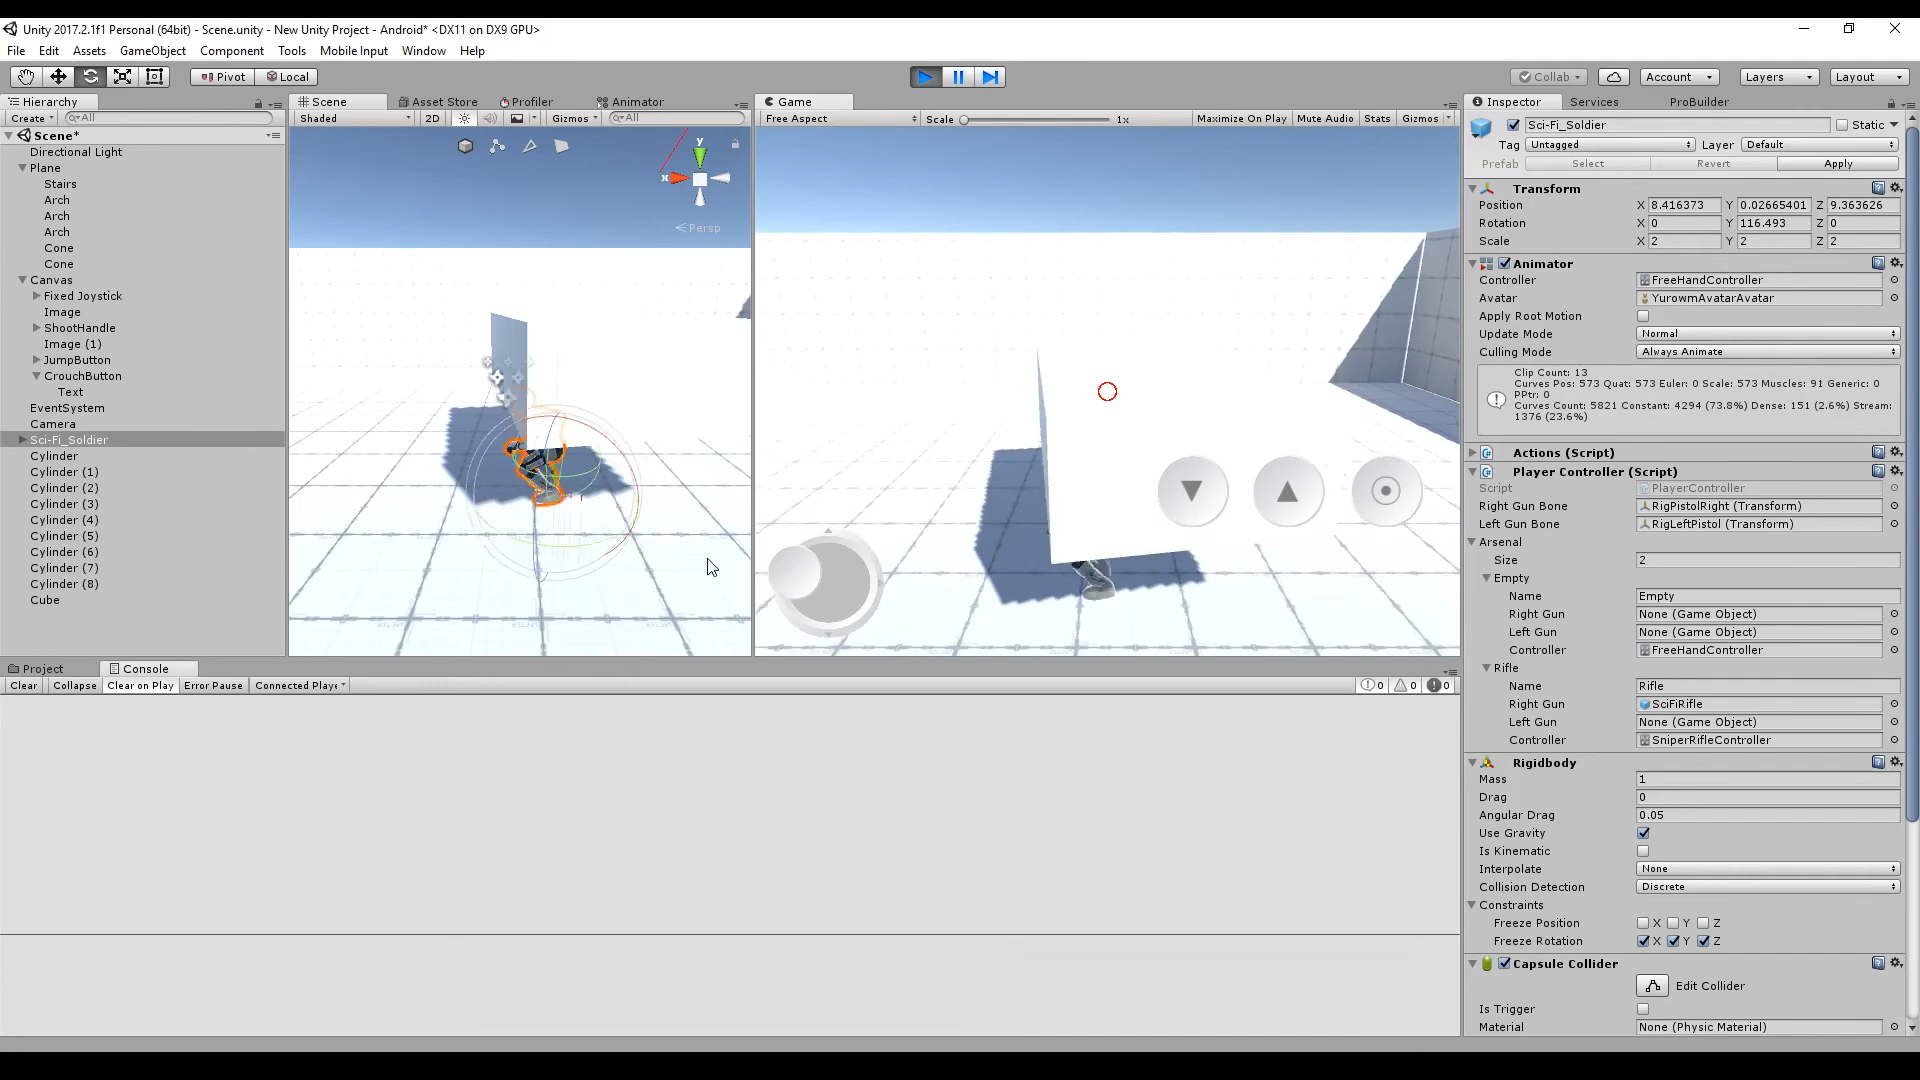 Unity 2017.2.1f1 Personal (64bit) - Scene.unity - New Unity Project - Android* <DX11 on DX9 GPU>
File Edit Assets GameObject Component Tools Mobile Input Window Help
Pivot Local Collab Account Layers Layout
Hierarchy
Create All
Scene*
Directional Light
Plane
Stairs
Arch
Arch
Arch
Cone
Cone
Canvas
Fixed Joystick
Image
ShootHandle
Image (1)
JumpButton
CrouchButton
Text
EventSystem
Camera
Sci-Fi_Soldier
Cylinder
Cylinder (1)
Cylinder (2)
Cylinder (3)
Cylinder (4)
Cylinder (5)
Cylinder (6)
Cylinder (7)
Cylinder (8)
Cube
Scene Asset Store Profiler Animator
Shaded 2D Gizmos All
y
x
Persp
Game
Free Aspect Scale 1x Maximize On Play Mute Audio Stats Gizmos
Project Console
Clear Collapse Clear on Play Error Pause Connected Playe 0 0 0
Inspector Services ProBuilder
Sci-Fi_Soldier Static
Tag Untagged Layer Default
Prefab Select Revert Apply
Transform
Position X 8.416373 Y 0.02665401 Z 9.363626
Rotation X 0 Y 116.493 Z 0
Scale X 2 Y 2 Z 2
Animator
Controller FreeHandController
Avatar YurowmAvatarAvatar
Apply Root Motion
Update Mode Normal
Culling Mode Always Animate
Clip Count: 13
Curves Pos: 573 Quat: 573 Euler: 0 Scale: 573 Muscles: 91 Generic: 0
PPtr: 0
Curves Count: 5821 Constant: 4294 (73.8%) Dense: 151 (2.6%) Stream:
1376 (23.6%)
Actions (Script)
Player Controller (Script)
Script PlayerController
Right Gun Bone RigPistolRight (Transform)
Left Gun Bone RigLeftPistol (Transform)
Arsenal
Size 2
Empty
Name Empty
Right Gun None (Game Object)
Left Gun None (Game Object)
Controller FreeHandController
Rifle
Name Rifle
Right Gun SciFiRifle
Left Gun None (Game Object)
Controller SniperRifleController
Rigidbody
Mass 1
Drag 0
Angular Drag 0.05
Use Gravity
Is Kinematic
Interpolate None
Collision Detection Discrete
Constraints
Freeze Position X Y Z
Freeze Rotation X Y Z
Capsule Collider
Edit Collider
Is Trigger
Material None (Physic Material)